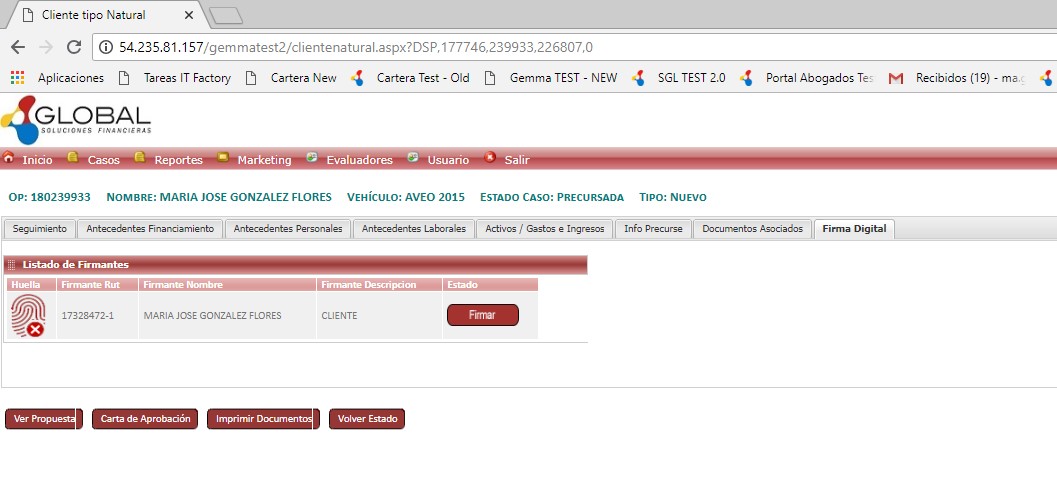 Cliente tipo Natural
54.235.81.157/gemmatest2/clientenatural.aspx?DSP,177746,239933,226807,0
Aplicaciones Tareas IT Factory Cartera New Cartera Test - Old Gemma TEST - NEW SGL TEST 2.0 Portal Abogados Tes Recibidos (19) - ma.g
GLOBAL
SOLUCIONES FINANCIERAS
Inicio Casos Reportes Marketing Evaluadores Usuario Salir
OP: 180239933 NOMBRE: MARIA JOSE GONZALEZ FLORES VEHÍCULO: AVEO 2015 ESTADO CASO: PRECURSADA TIPO: NUEVO
Seguimiento Antecedentes Financiamiento Antecedentes Personales Antecedentes Laborales Activos / Gastos e Ingresos Info Precurse Documentos Asociados Firma Digital
Listado de Firmantes
Huella Firmante Rut Firmante Nombre Firmante Descripcion Estado
17328472-1 MARIA JOSE GONZALEZ FLORES CLIENTE Firmar
Ver Propuesta Carta de Aprobación Imprimir Documentos Volver Estado